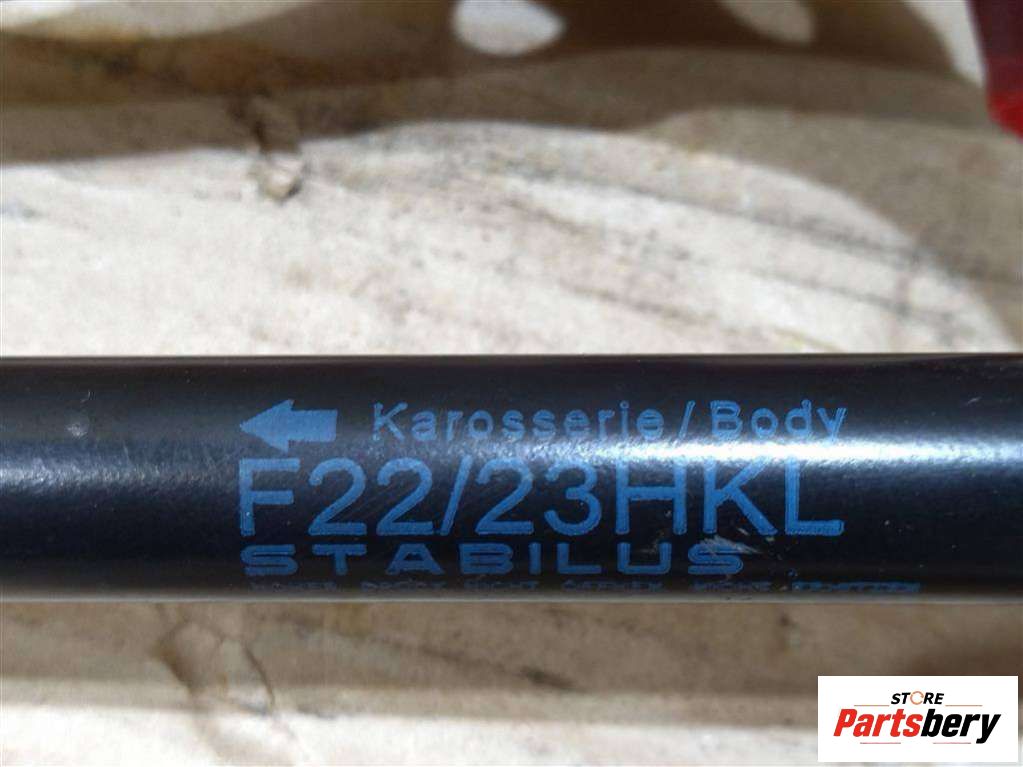 Karosserie/Body
F22/23HKL
STABILUS
STORE
Partsbery